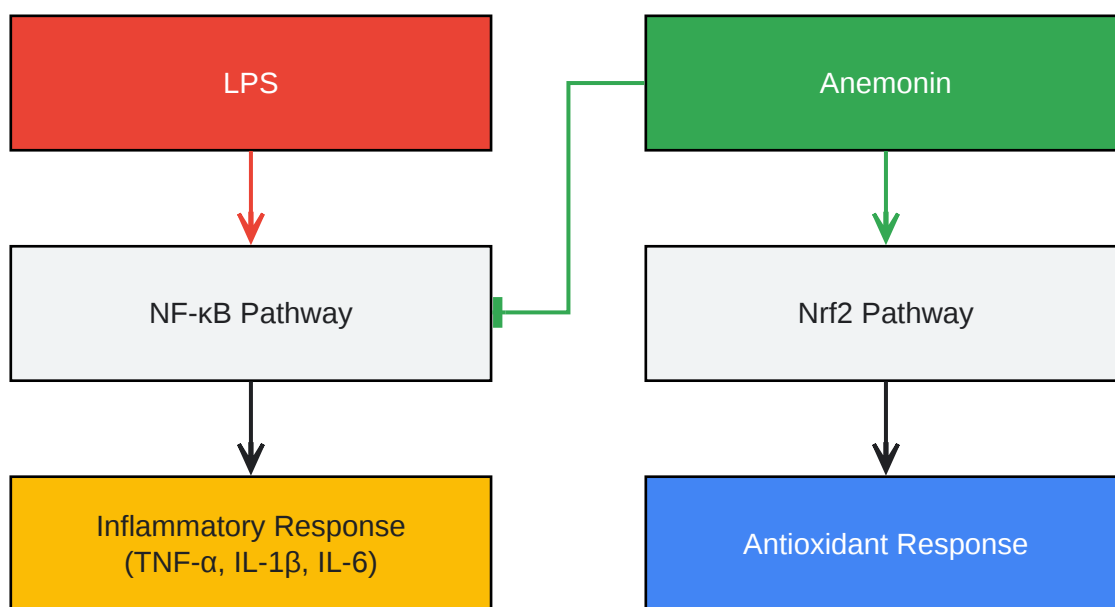 LPS
Anemonin
NF-κB Pathway
Nrf2 Pathway
Inflammatory Response
(TNF-α, IL-1β, IL-6)
Antioxidant Response